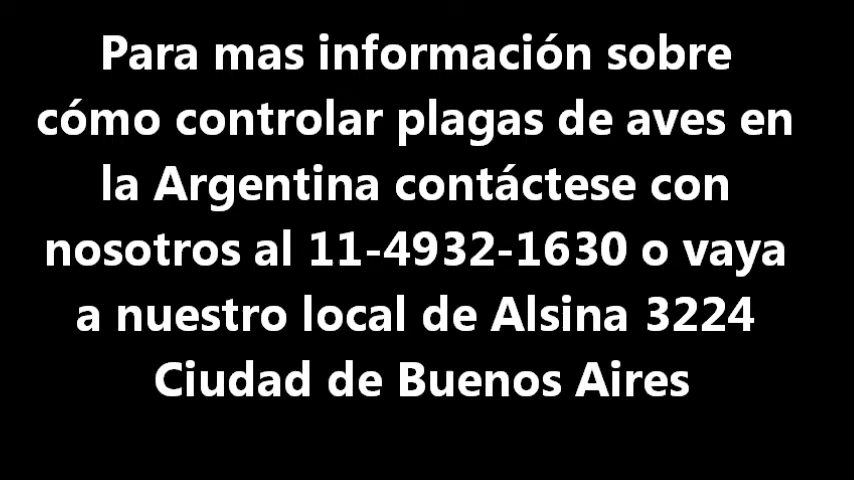 Para mas información sobre
cómo controlar plagas de aves en
la Argentina contáctese con
nosotros al 11-4932-1630 o vaya
a nuestro local de Alsina 3224
Ciudad de Buenos Aires